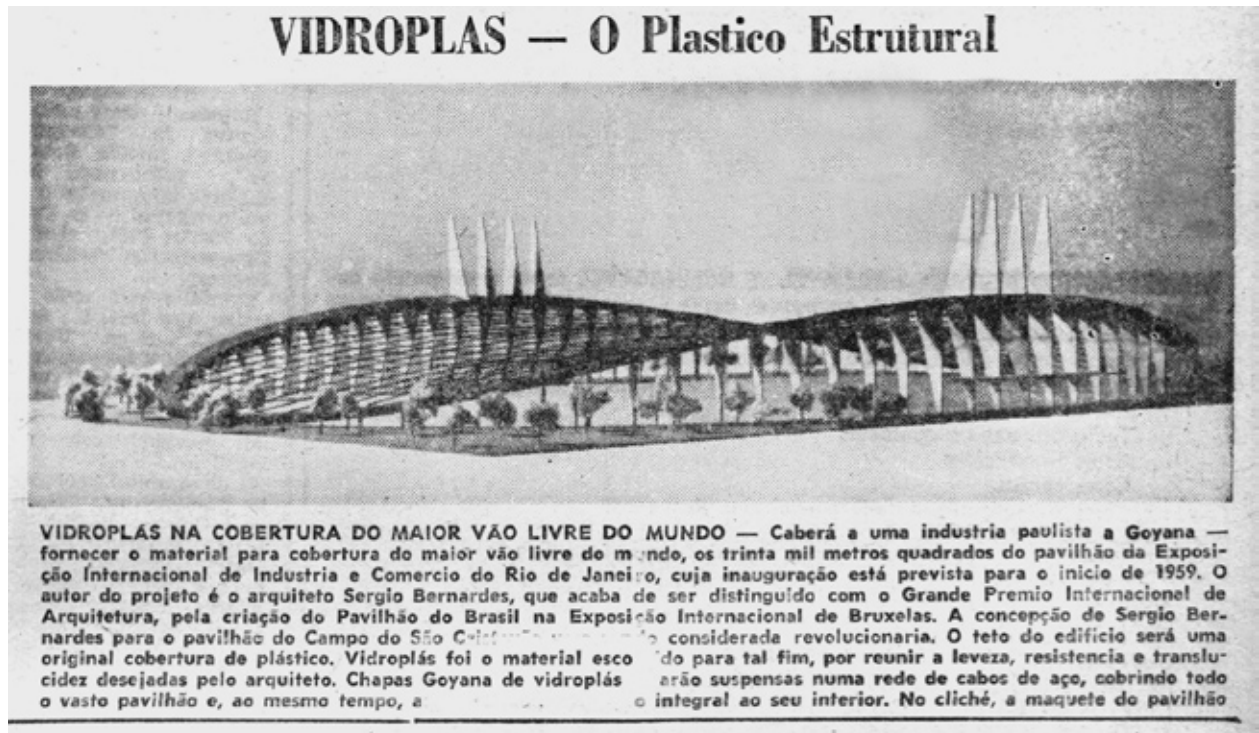 VIDROPLAS — O Plastico Estrutural
VIDROPLÁS NA COBERTURA DO MAIOR VÃO LIVRE DO MUNDO — Caberá a uma industria paulista a Goyana —
fornecer o material para cobertura do maior vão livre do mundo, os trinta mil metros quadrados do pavilhão da Exposi-
ção Internacional de Industria e Comercio do Rio de Janeiro, cuja inauguração está prevista para o inicio de 1959. O
autor do projeto é o arquiteto Sergio Bernardes, que acaba de ser distinguido com o Grande Premio Internacional de
Arquitetura, pela criação do Pavilhão do Brasil na Exposição Internacional de Bruxelas. A concepção de Sergio Ber-
nardes para o pavilhão do Campo do São considerada revolucionaria. O teto do edificio será uma
original cobertura de plástico. Vidroplás foi o material para tal fim, por reunir a leveza, resistencia e translu-
cidez desejadas pelo arquiteto. Chapas Goyana de vidroplás suspensas numa rede de cabos de aço, cobrindo todo
o vasto pavilhão e, ao mesmo tempo, integral ao seu interior. No cliché, a maquete do pavilhão